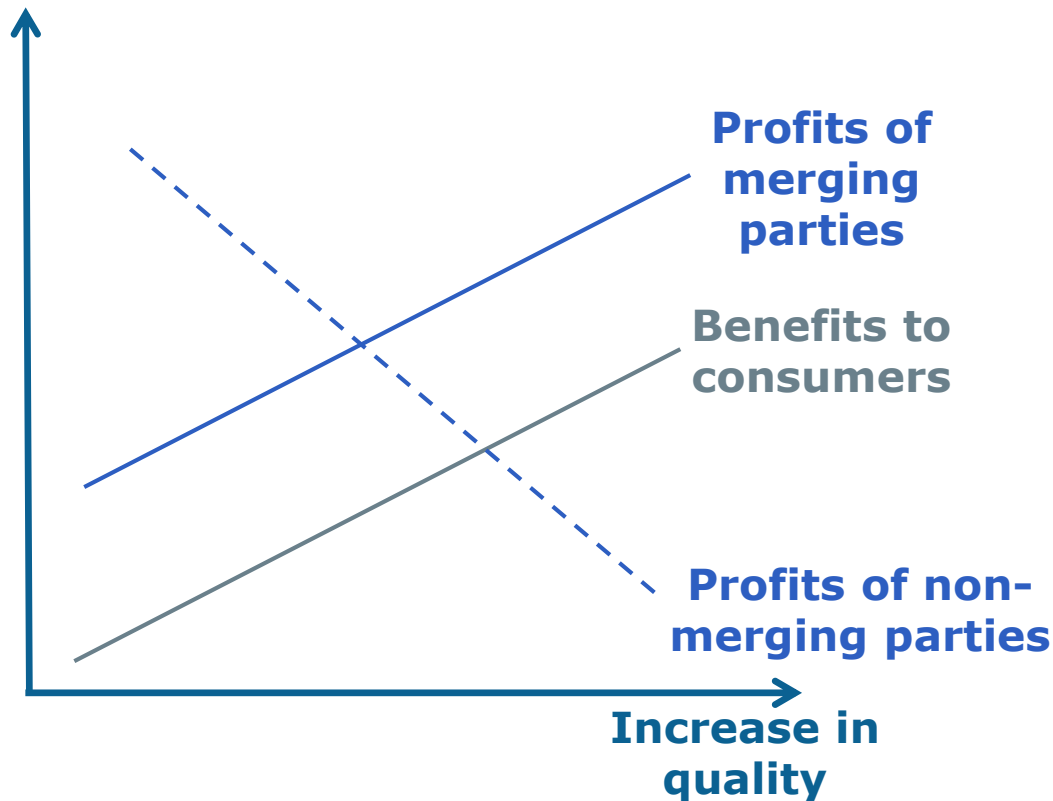 Profits of
merging
parties
Benefits to
consumers
Profits of non-
merging parties
Increase in
quality